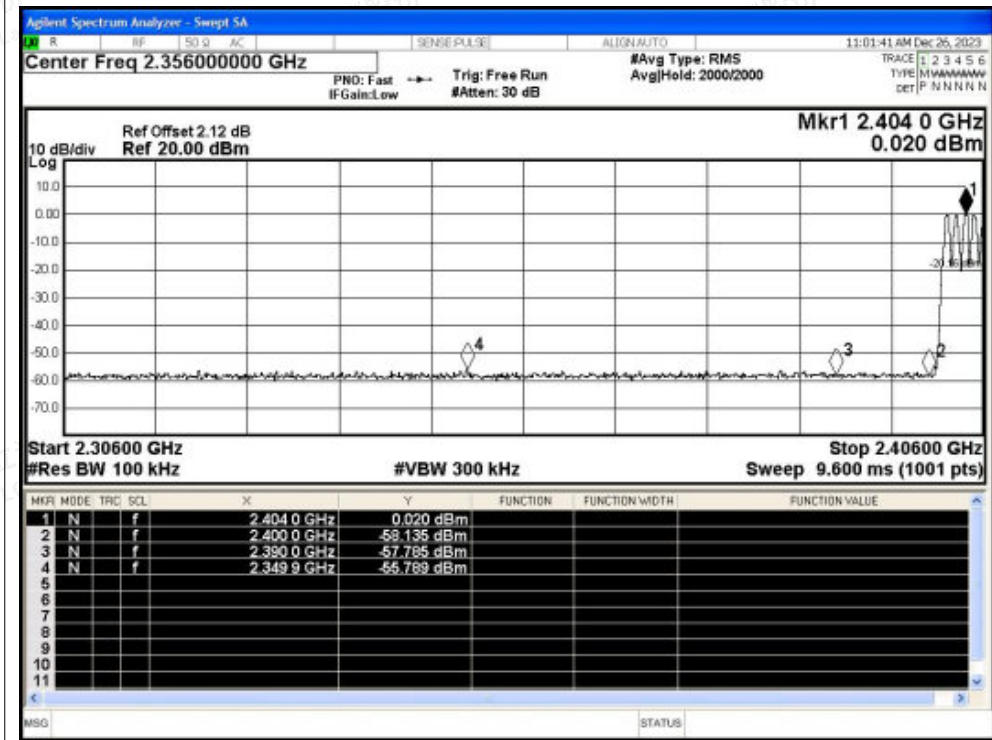 Agilent Spectrum Analyzer - Swept SA
R RF 50 Ω AC SENSE:PULSE ALIGNAUTO 11:01:41 AM Dec 26, 2023
Center Freq 2.356000000 GHz
PNO: Fast
IFGain:Low
Trig: Free Run
#Atten: 30 dB
#Avg Type: RMS
Avg|Hold: 2000/2000
TRACE 1 2 3 4 5 6
TYPE M
DET P N N N N N
Ref Offset 2.12 dB
10 dB/div Ref 20.00 dBm
Log
Mkr1 2.404 0 GHz
0.020 dBm
10.0
0.00
-10.0
-20.0
-30.0
-40.0
-50.0
-60.0
-70.0
1
4
3
2
Start 2.30600 GHz Stop 2.40600 GHz
#Res BW 100 kHz #VBW 300 kHz Sweep 9.600 ms (1001 pts)
MKR MODE TRC SCL X Y FUNCTION FUNCTION WIDTH FUNCTION VALUE
1 N f 2.404 0 GHz 0.020 dBm
2 N f 2.400 0 GHz -58.135 dBm
3 N f 2.390 0 GHz -57.785 dBm
4 N f 2.349 9 GHz -55.789 dBm
5
6
7
8
9
10
11
MSG STATUS